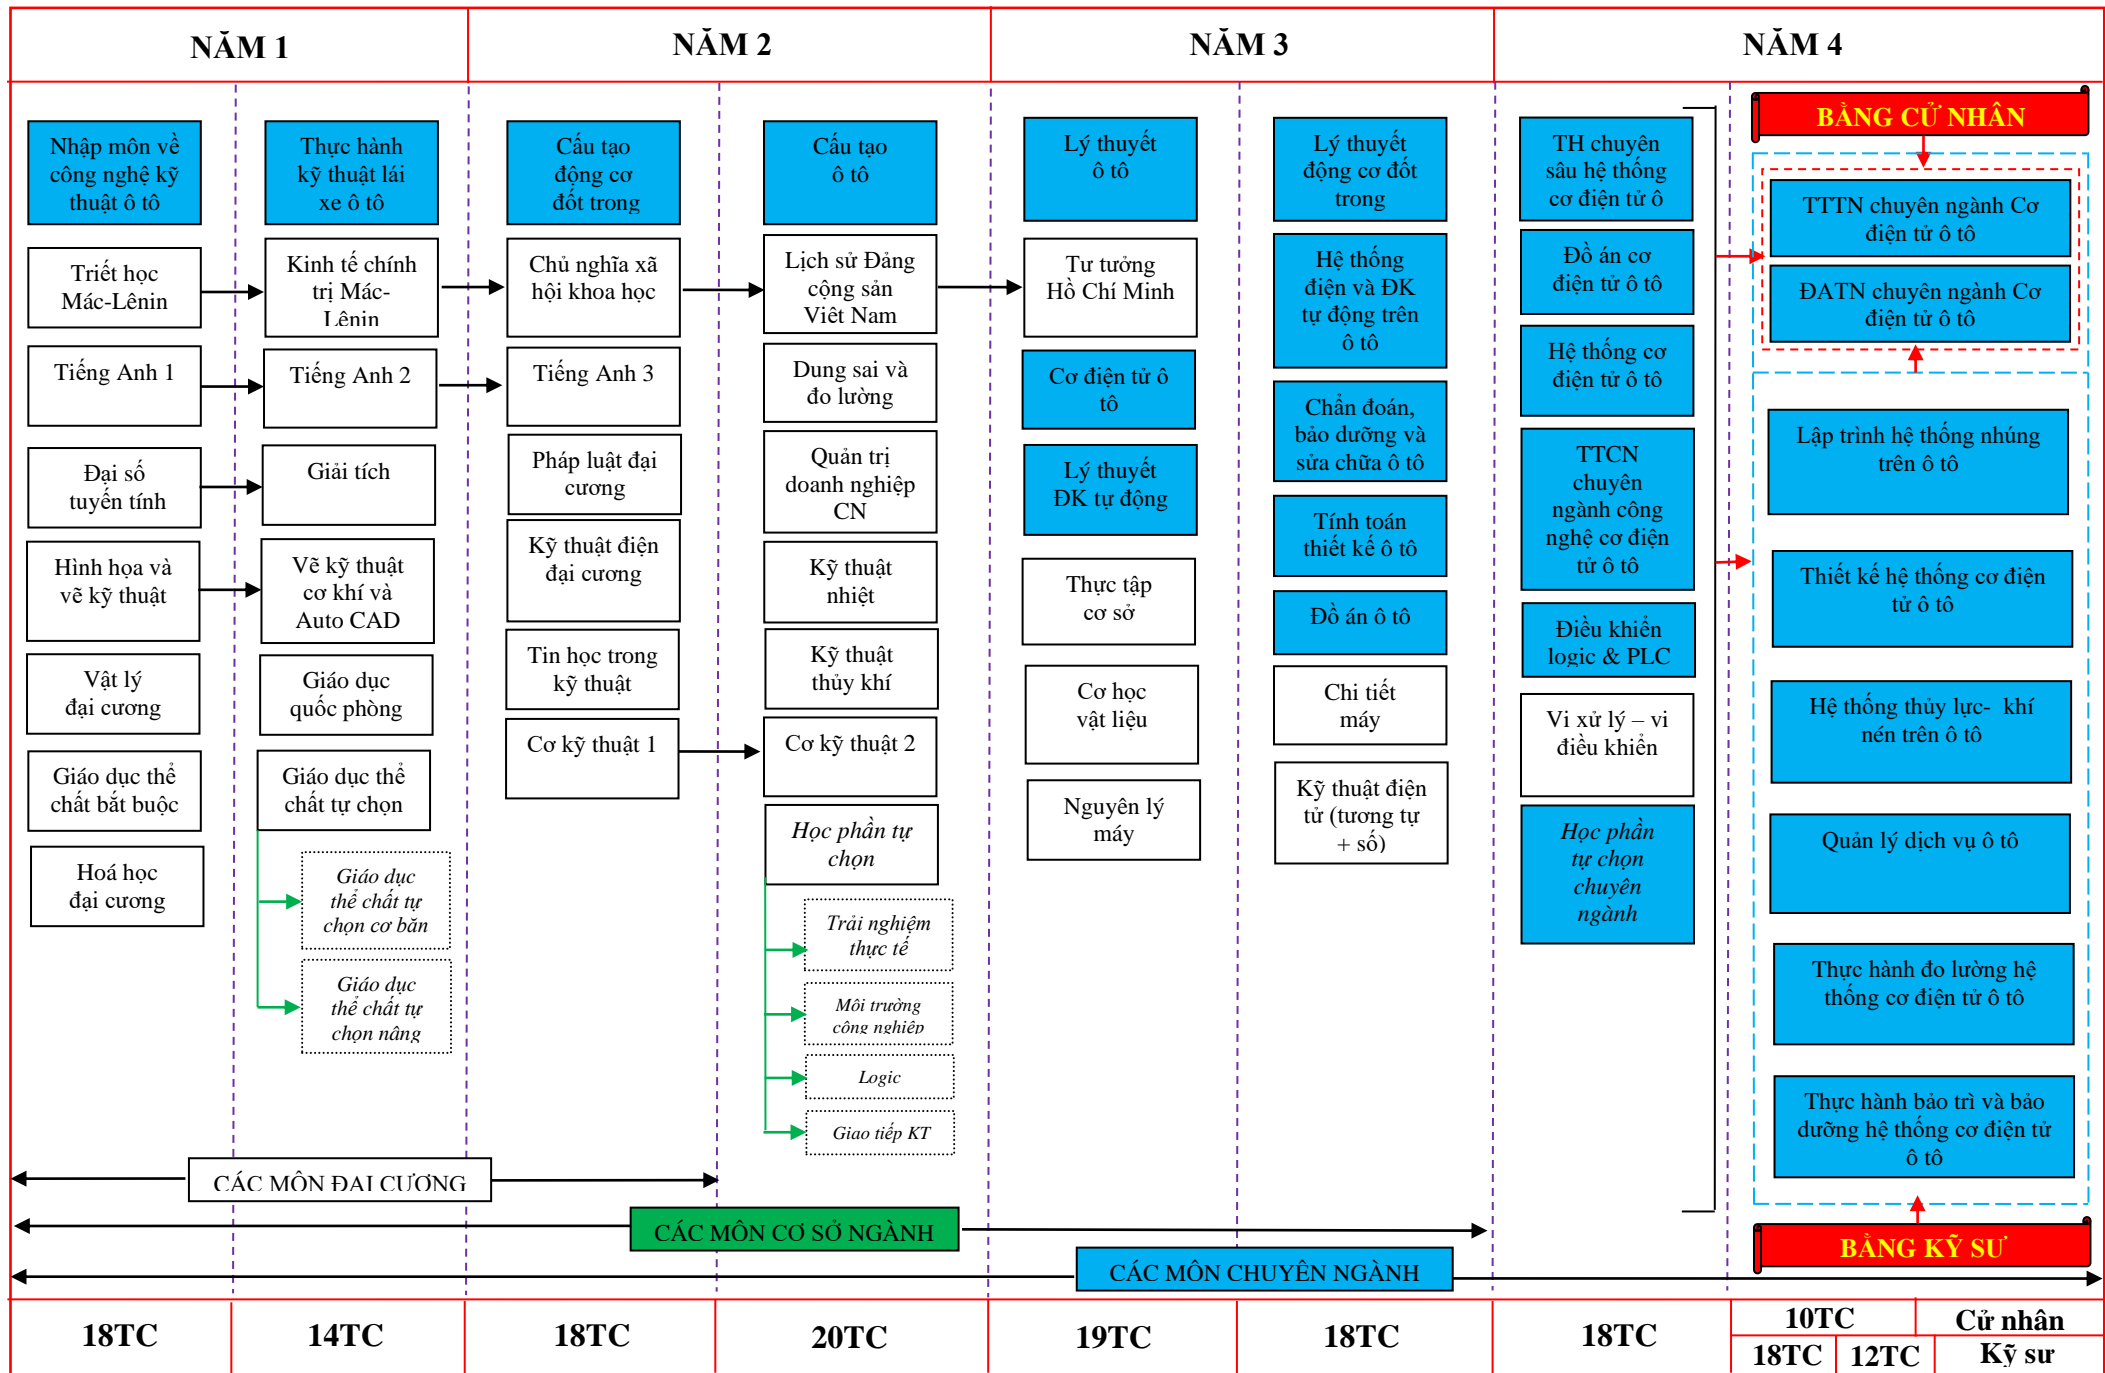 NĂM 1
NĂM 2
NĂM 3
NĂM 4
Nhập môn về
công nghệ kỹ
thuật ô tô
Triết học
Mác-Lênin
Tiếng Anh 1
Đại số
tuyến tính
Hình họa và
vẽ kỹ thuật
Vật lý
đại cương
Giáo dục thể
chất bắt buộc
Hoá học
đại cương
Thực hành
kỹ thuật lái
xe ô tô
Kinh tế chính
trị Mác-
Lênin
Tiếng Anh 2
Giải tích
Vẽ kỹ thuật
cơ khí và
Auto CAD
Giáo dục
quốc phòng
Giáo dục thể
chất tự chọn
Giáo dục
thể chất tự
chọn cơ băn
Giáo dục
thể chất tự
chọn nâng
Cấu tạo
động cơ
đốt trong
Chủ nghĩa xã
hội khoa học
Tiếng Anh 3
Pháp luật đại
cương
Kỹ thuật điện
đại cương
Tin học trong
kỹ thuật
Cơ kỹ thuật 1
Cấu tạo
ô tô
Lịch sử Đảng
cộng sản
Việt Nam
Dung sai và
đo lường
Quản trị
doanh nghiệp
CN
Kỹ thuật
nhiệt
Kỹ thuật
thủy khí
Cơ kỹ thuật 2
Học phần tự
chọn
Trải nghiệm
thực tế
Môi trường
công nghiệp
Logic
Giao tiếp KT
Lý thuyết
ô tô
Tư tưởng
Hồ Chí Minh
Cơ điện tử ô
tô
Lý thuyết
ĐK tự động
Thực tập
cơ sở
Cơ học
vật liệu
Nguyên lý
máy
Lý thuyết
động cơ đốt
trong
Hệ thống
điện và ĐK
tự động trên
ô tô
Chẩn đoán,
bảo dưỡng và
sửa chữa ô tô
Tính toán
thiết kế ô tô
Đồ án ô tô
Chi tiết
máy
Kỹ thuật điện
tử (tương tự
+ số)
TH chuyên
sâu hệ thống
cơ điện tử ô
Đồ án cơ
điện tử ô tô
Hệ thống cơ
điện tử ô tô
TTCN
chuyên
ngành công
nghệ cơ điện
tử ô tô
Điều khiển
logic & PLC
Vi xử lý – vi
điều khiển
Học phần
tự chọn
chuyên
ngành
BẰNG CỬ NHÂN
TTTN chuyên ngành Cơ
điện tử ô tô
ĐATN chuyên ngành Cơ
điện tử ô tô
Lập trình hệ thống nhúng
trên ô tô
Thiết kế hệ thống cơ điện
tử ô tô
Hệ thống thủy lực- khí
nén trên ô tô
Quản lý dịch vụ ô tô
Thực hành đo lường hệ
thống cơ điện tử ô tô
Thực hành bảo trì và bảo
dưỡng hệ thống cơ điện tử
ô tô
BẰNG KỸ SƯ
CÁC MÔN ĐẠI CƯƠNG
CÁC MÔN CƠ SỞ NGÀNH
CÁC MÔN CHUYÊN NGÀNH
18TC
14TC
18TC
20TC
19TC
18TC
18TC
10TC
Cử nhân
18TC
12TC
Kỹ sư